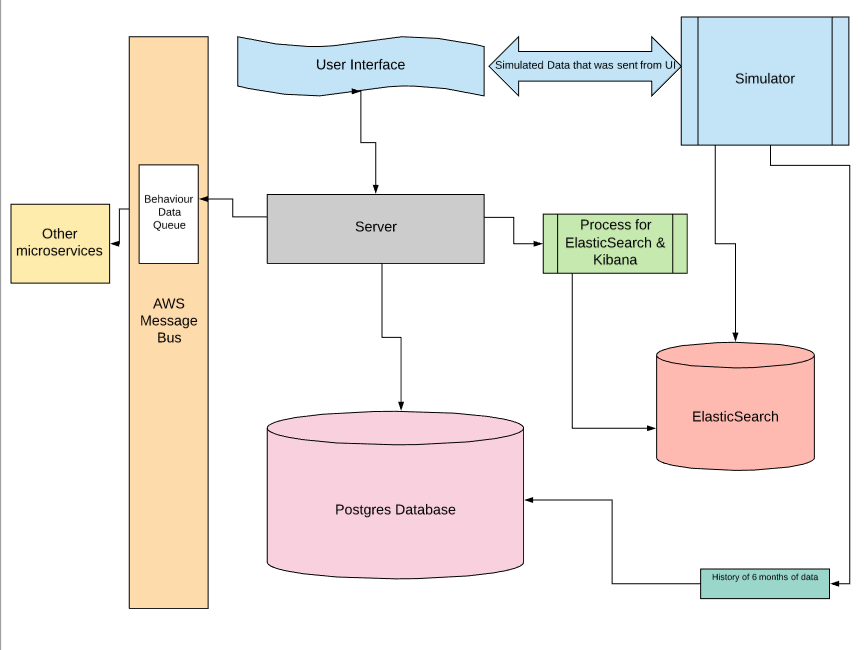 User Interface
Simulated Data that was sent from UI
Simulator
Behaviour
Data
Queue
Other
microservices
Server
Process for
ElasticSearch &
Kibana
AWS
Message
Bus
ElasticSearch
Postgres Database
History of 6 months of data